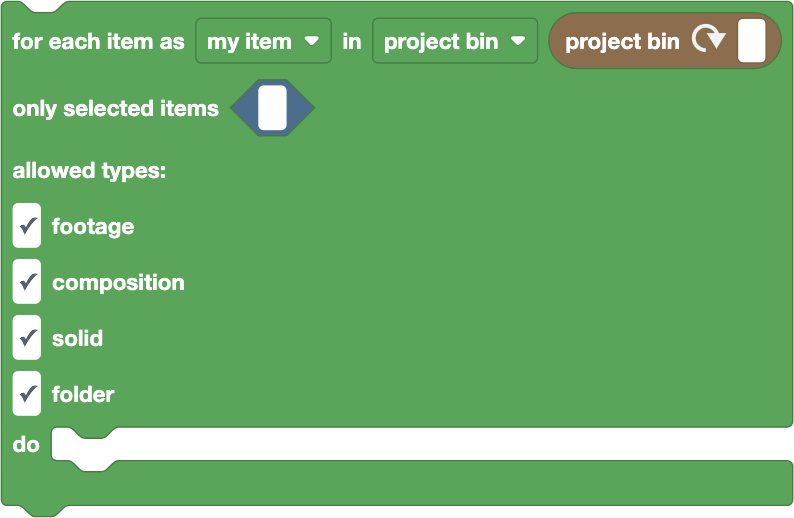 for each item as my item in project bin project bin
only selected items
allowed types:
footage
composition
solid
folder
do